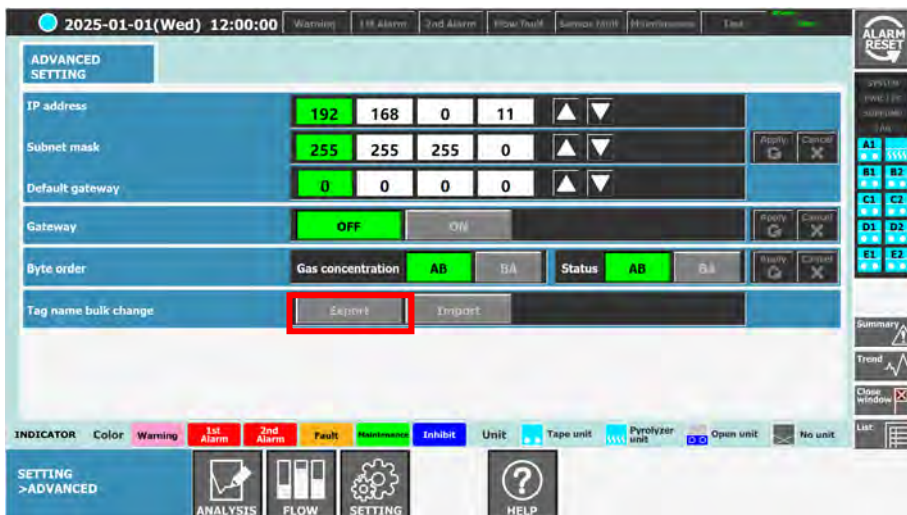 2025-01-01(Wed) 12:00:00 Warning 1st Alarm 2nd Alarm Flow Fault Sensor Fault Maintenance Test
ALARM
RESET
ADVANCED
SETTING
SYSTEM
IP address 192 168 0 11
Subnet mask 255 255 255 0 Apply Cancel
Default gateway 0 0 0 0
Gateway OFF ON Apply Cancel
Byte order Gas concentration AB BA Status AB BA Apply Cancel
Tag name bulk change Export Import
A1
B1 B2
C1 C2
D1 D2
E1 E2
Summary
Trend
Close
window
List
INDICATOR Color Warning 1st
Alarm 2nd
Alarm Fault Maintenance Inhibit Unit Tape unit Pyrolyzer
unit Open unit No unit
SETTING
>ADVANCED
ANALYSIS FLOW SETTING HELP